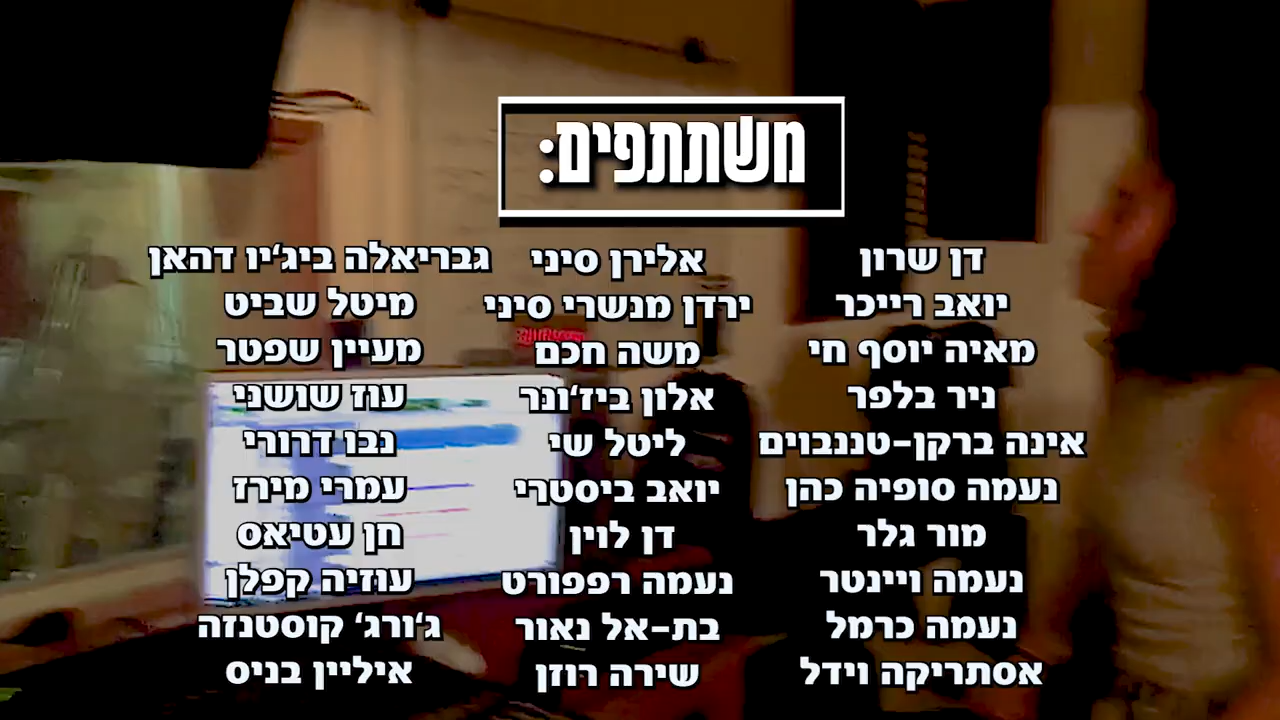 משתתפים:
דן שרון
יואב רייכר
מאיה יוסף חי
ניר בלפר
אינה ברקן-טננבוים
נעמה סופיה כהן
מור גלר
נעמה ויינטר
נעמה כרמל
אסתריקה וידל
אלירן סיני
ירדן מנשרי סיני
משה חכם
אלון ביז'ונר
ליטל שי
יואב ביסטרי
דן לוין
נעמה רפפורט
בת-אל נאור
שירה רוזן
גבריאלה ביג'יו דהאן
מיטל שביט
מעיין שפטר
עוז שושני
נבו דרורי
עמרי מירז
חן עטיאס
עוזיה קפלן
ג'ורג' קוסטנזה
איליין בניס